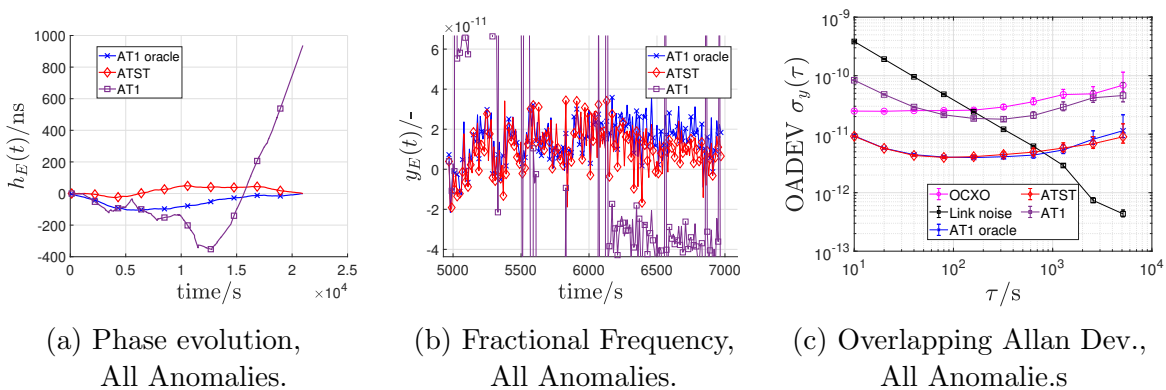 1000
800
600
400
200
0
-200
-400
h_E(t)/ns
AT1 oracle
ATST
AT1
0 0.5 1 1.5 2 2.5
×10^4
time/s
(a) Phase evolution,
All Anomalies.
×10^-11
6
4
2
0
-2
-4
y_E(t)/-
AT1 oracle
ATST
AT1
5000 5500 6000 6500 7000
time/s
(b) Fractional Frequency,
All Anomalies.
10^-9
10^-10
10^-11
10^-12
10^-13
OADEV σ_y(τ)
OCXO
Link noise
AT1 oracle
ATST
AT1
10^1 10^2 10^3 10^4
τ/s
(c) Overlapping Allan Dev.,
All Anomalie.s